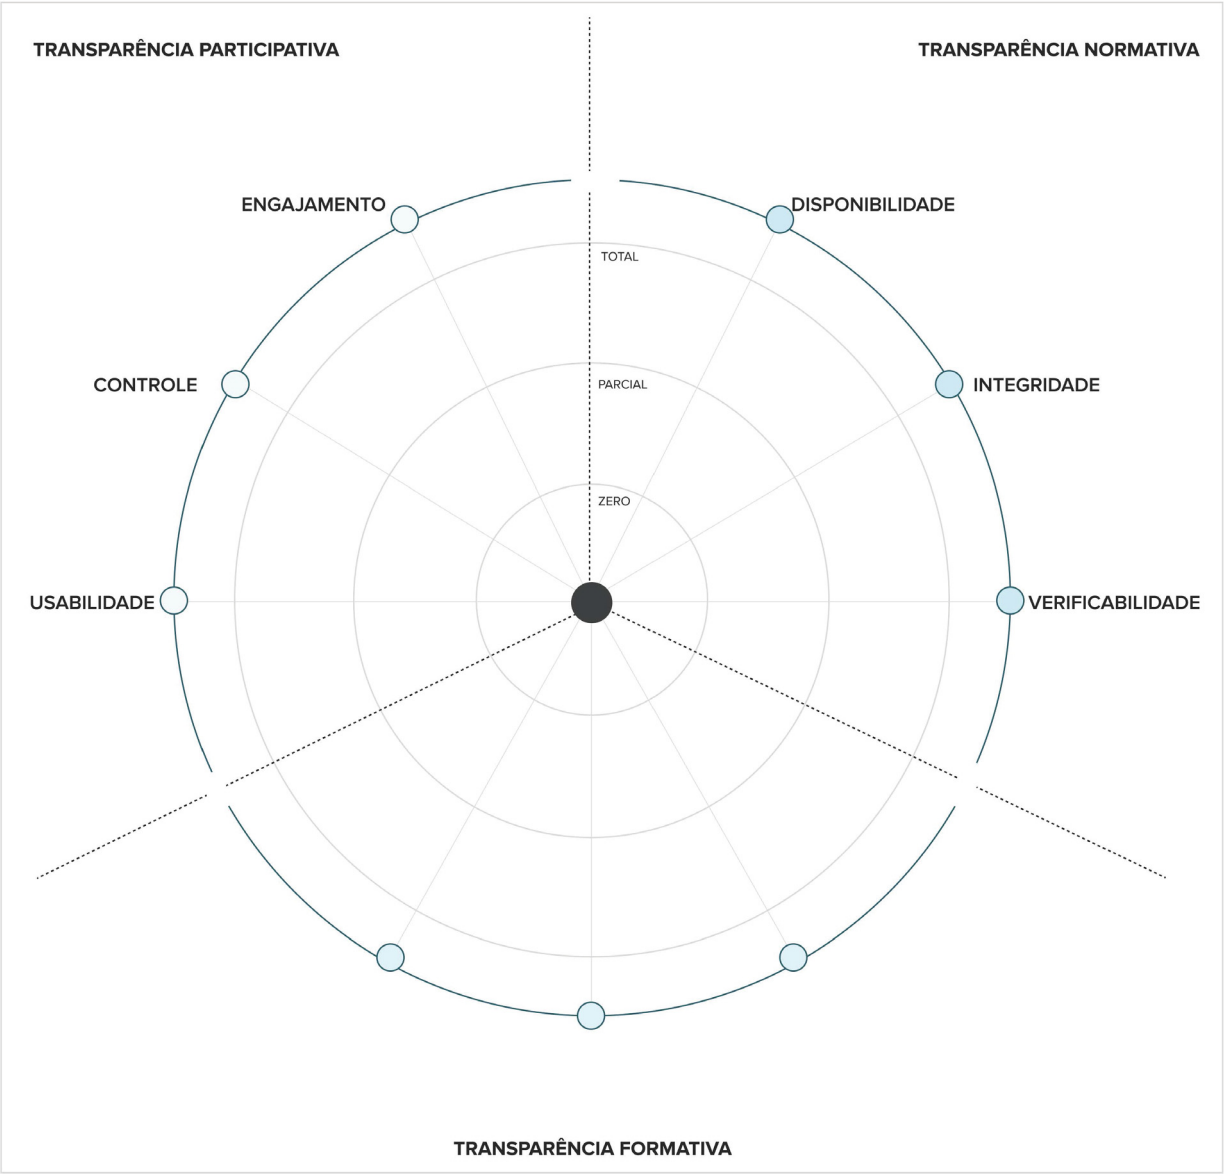 TRANSPARÊNCIA PARTICIPATIVA
TRANSPARÊNCIA NORMATIVA
ENGAJAMENTO
DISPONIBILIDADE
TOTAL
CONTROLE
PARCIAL
INTEGRIDADE
ZERO
USABILIDADE
VERIFICABILIDADE
TRANSPARÊNCIA FORMATIVA